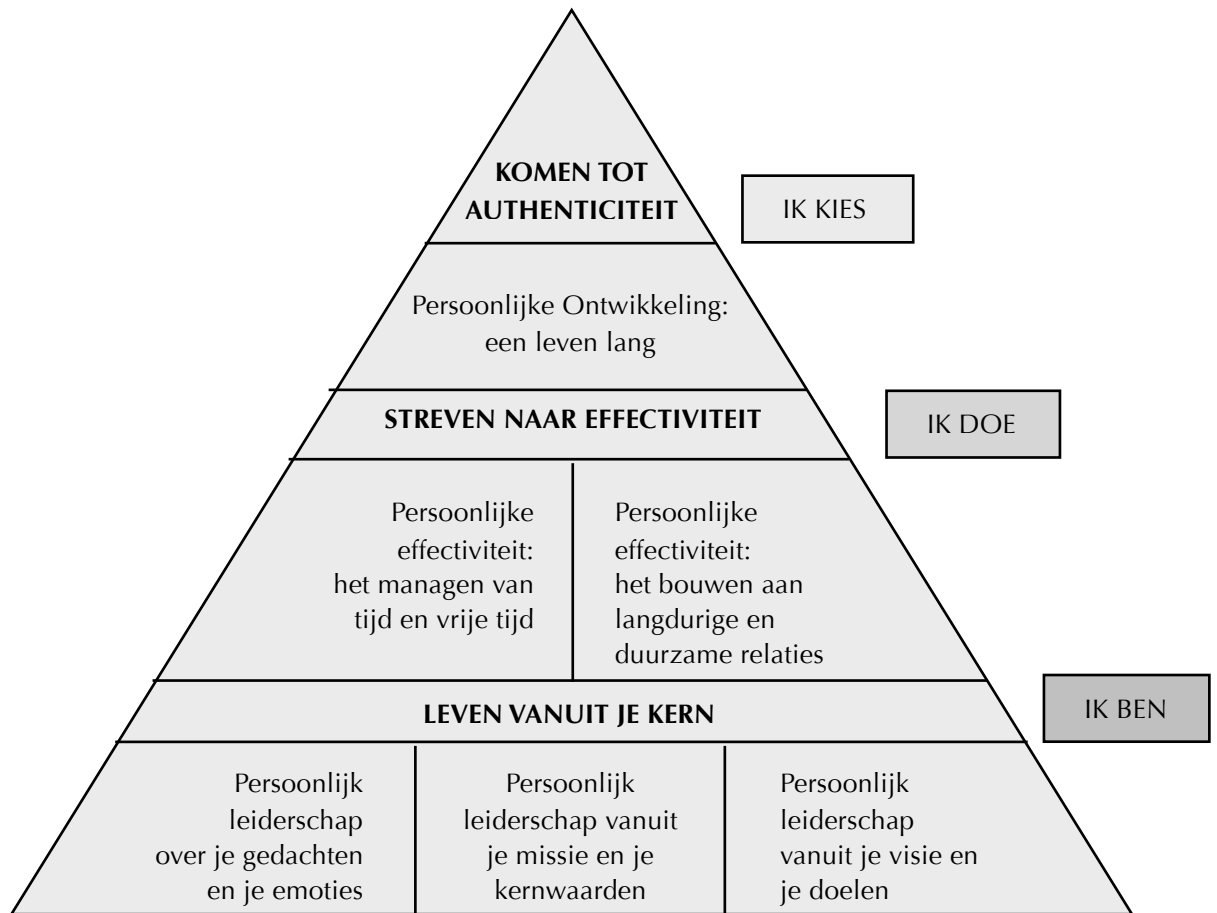 KOMEN TOT
AUTHENTICITEIT
IK KIES
Persoonlijke Ontwikkeling:
een leven lang
STREVEN NAAR EFFECTIVITEIT
IK DOE
Persoonlijke
effectiviteit:
het managen van
tijd en vrije tijd
Persoonlijke
effectiviteit:
het bouwen aan
langdurige en
duurzame relaties
LEVEN VANUIT JE KERN
IK BEN
Persoonlijk
leiderschap
over je gedachten
en je emoties
Persoonlijk
leiderschap vanuit
je missie en je
kernwaarden
Persoonlijk
leiderschap
vanuit je visie en
je doelen